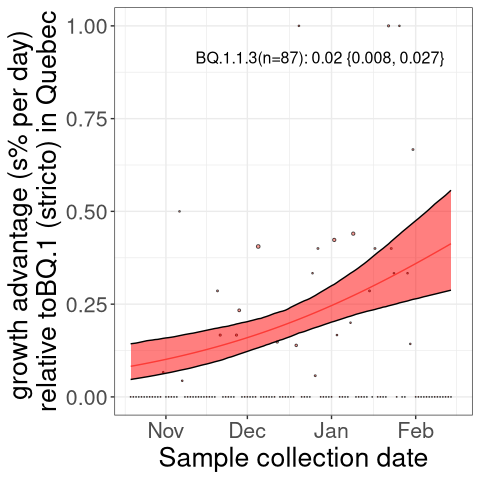 growth advantage (s% per day)
relative toBQ.1 (stricto) in Quebec
1.00
0.75
0.50
0.25
0.00
BQ.1.1.3(n=87): 0.02 {0.008, 0.027}
Nov Dec Jan Feb
Sample collection date